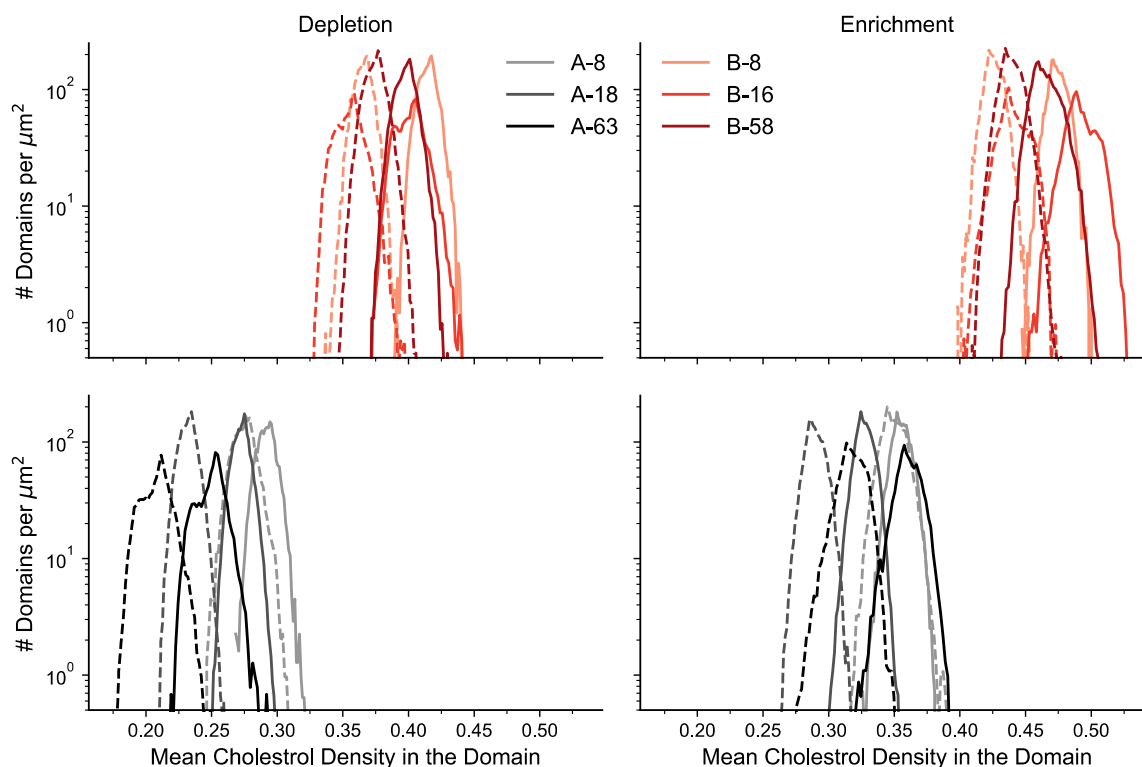 Depletion
Enrichment
# Domains per μm²
10²
10¹
10⁰
A-8
A-18
A-63
B-8
B-16
B-58
# Domains per μm²
10²
10¹
10⁰
0.20 0.25 0.30 0.35 0.40 0.45 0.50
0.20 0.25 0.30 0.35 0.40 0.45 0.50
Mean Cholestrol Density in the Domain
Mean Cholestrol Density in the Domain